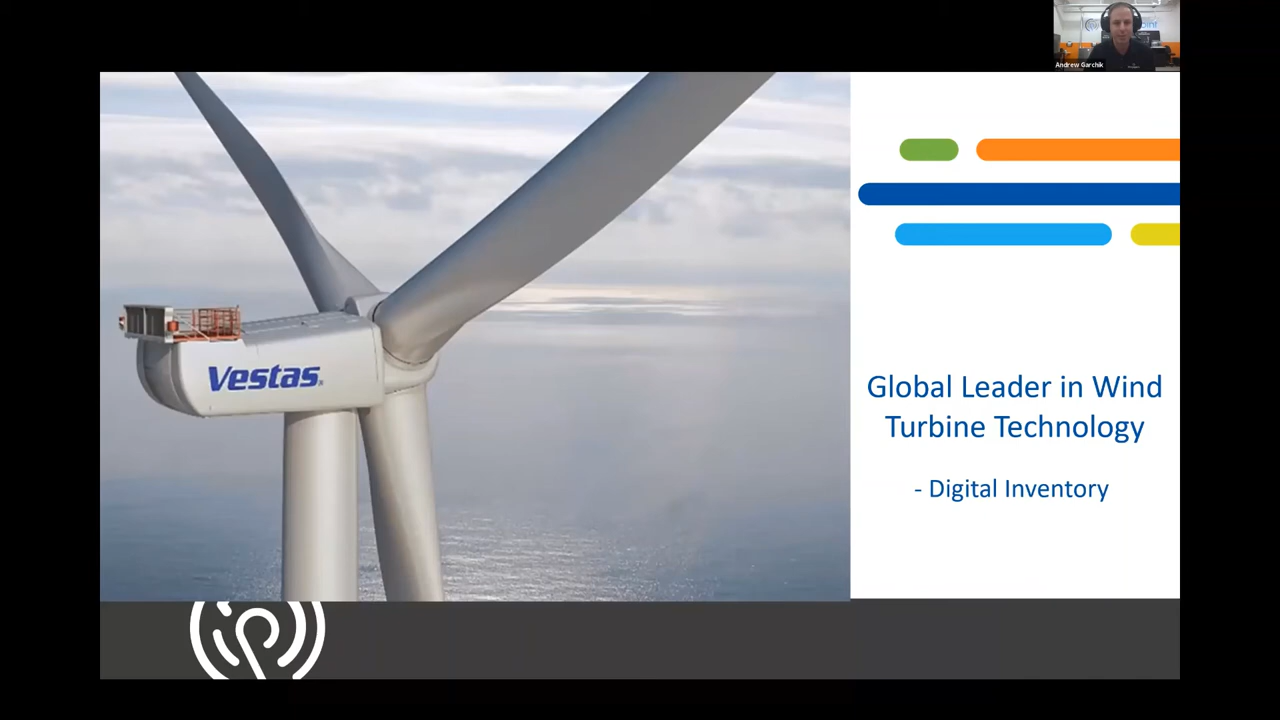 Andrew Garchik
Vestas
Global Leader in Wind
Turbine Technology
- Digital Inventory